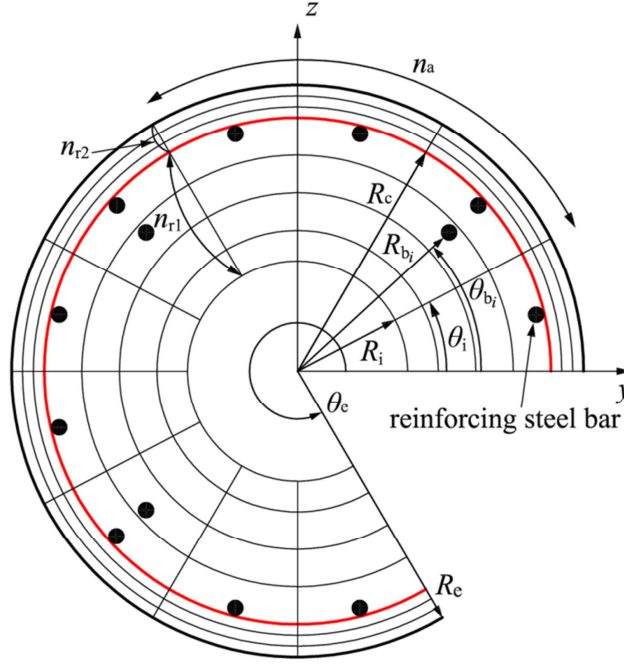 z
n_a
n_r2
n_r1
R_c
R_bi
θ_bi
R_i
θ_i
y
θ_e
reinforcing steel bar
R_e